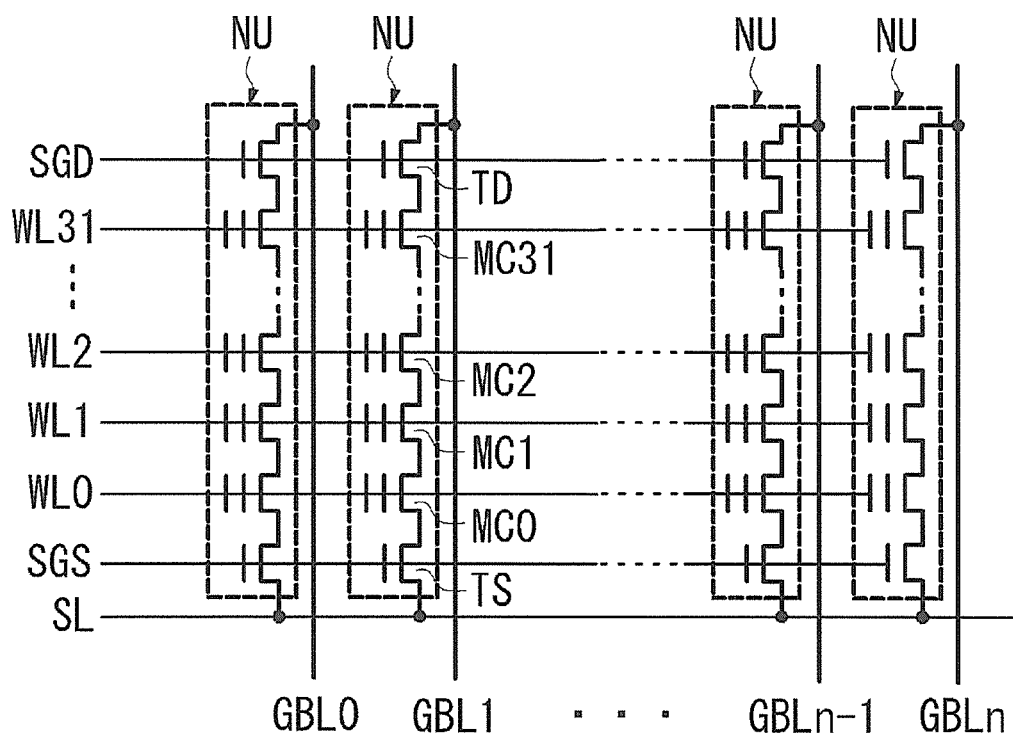 NU NU NU NU
SGD
TD
WL31
MC31
WL2
MC2
WL1
MC1
WL0
MC0
SGS
TS
SL
GBL0 GBL1 GBLn-1 GBLn